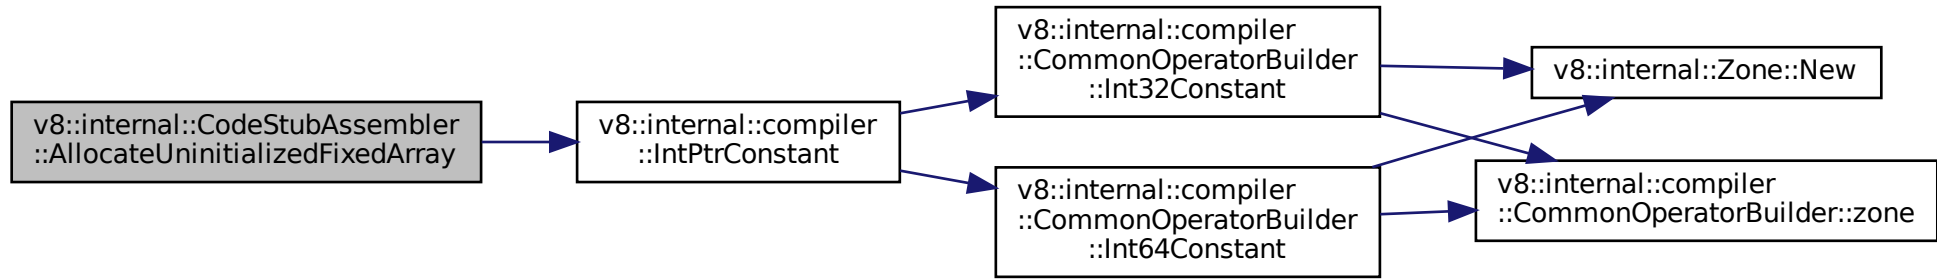 v8::internal::CodeStubAssembler
::AllocateUninitializedFixedArray
v8::internal::compiler
::IntPtrConstant
v8::internal::compiler
::CommonOperatorBuilder
::Int32Constant
v8::internal::compiler
::CommonOperatorBuilder
::Int64Constant
v8::internal::Zone::New
v8::internal::compiler
::CommonOperatorBuilder::zone